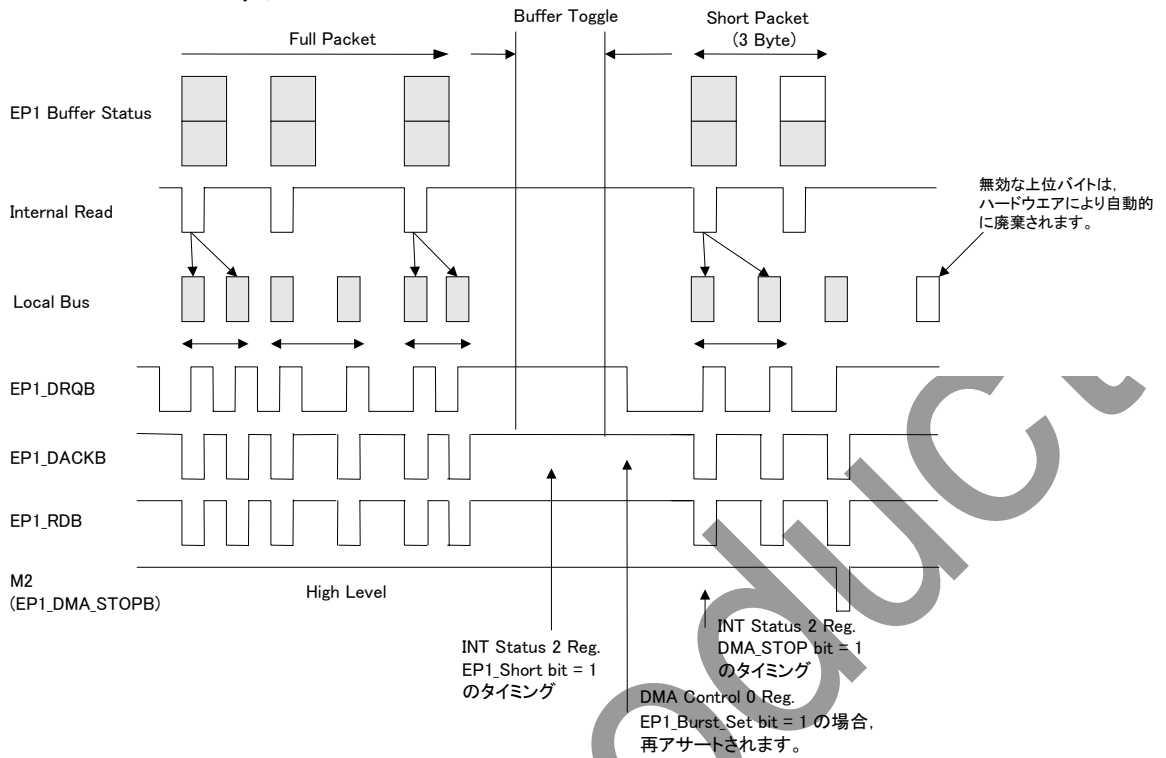 Buffer Toggle
Full Packet
Short Packet
(3 Byte)
EP1 Buffer Status
無効な上位バイトは,
ハードウエアにより自動的
に廃棄されます。
Internal Read
Local Bus
EP1_DRQB
EP1_DACKB
EP1_RDB
M2
(EP1_DMA_STOPB)
High Level
INT Status 2 Reg.
EP1_Short bit = 1
のタイミング
INT Status 2 Reg.
DMA_STOP bit = 1
のタイミング
DMA Control 0 Reg.
EP1_Burst_Set bit = 1 の場合,
再アサートされます。